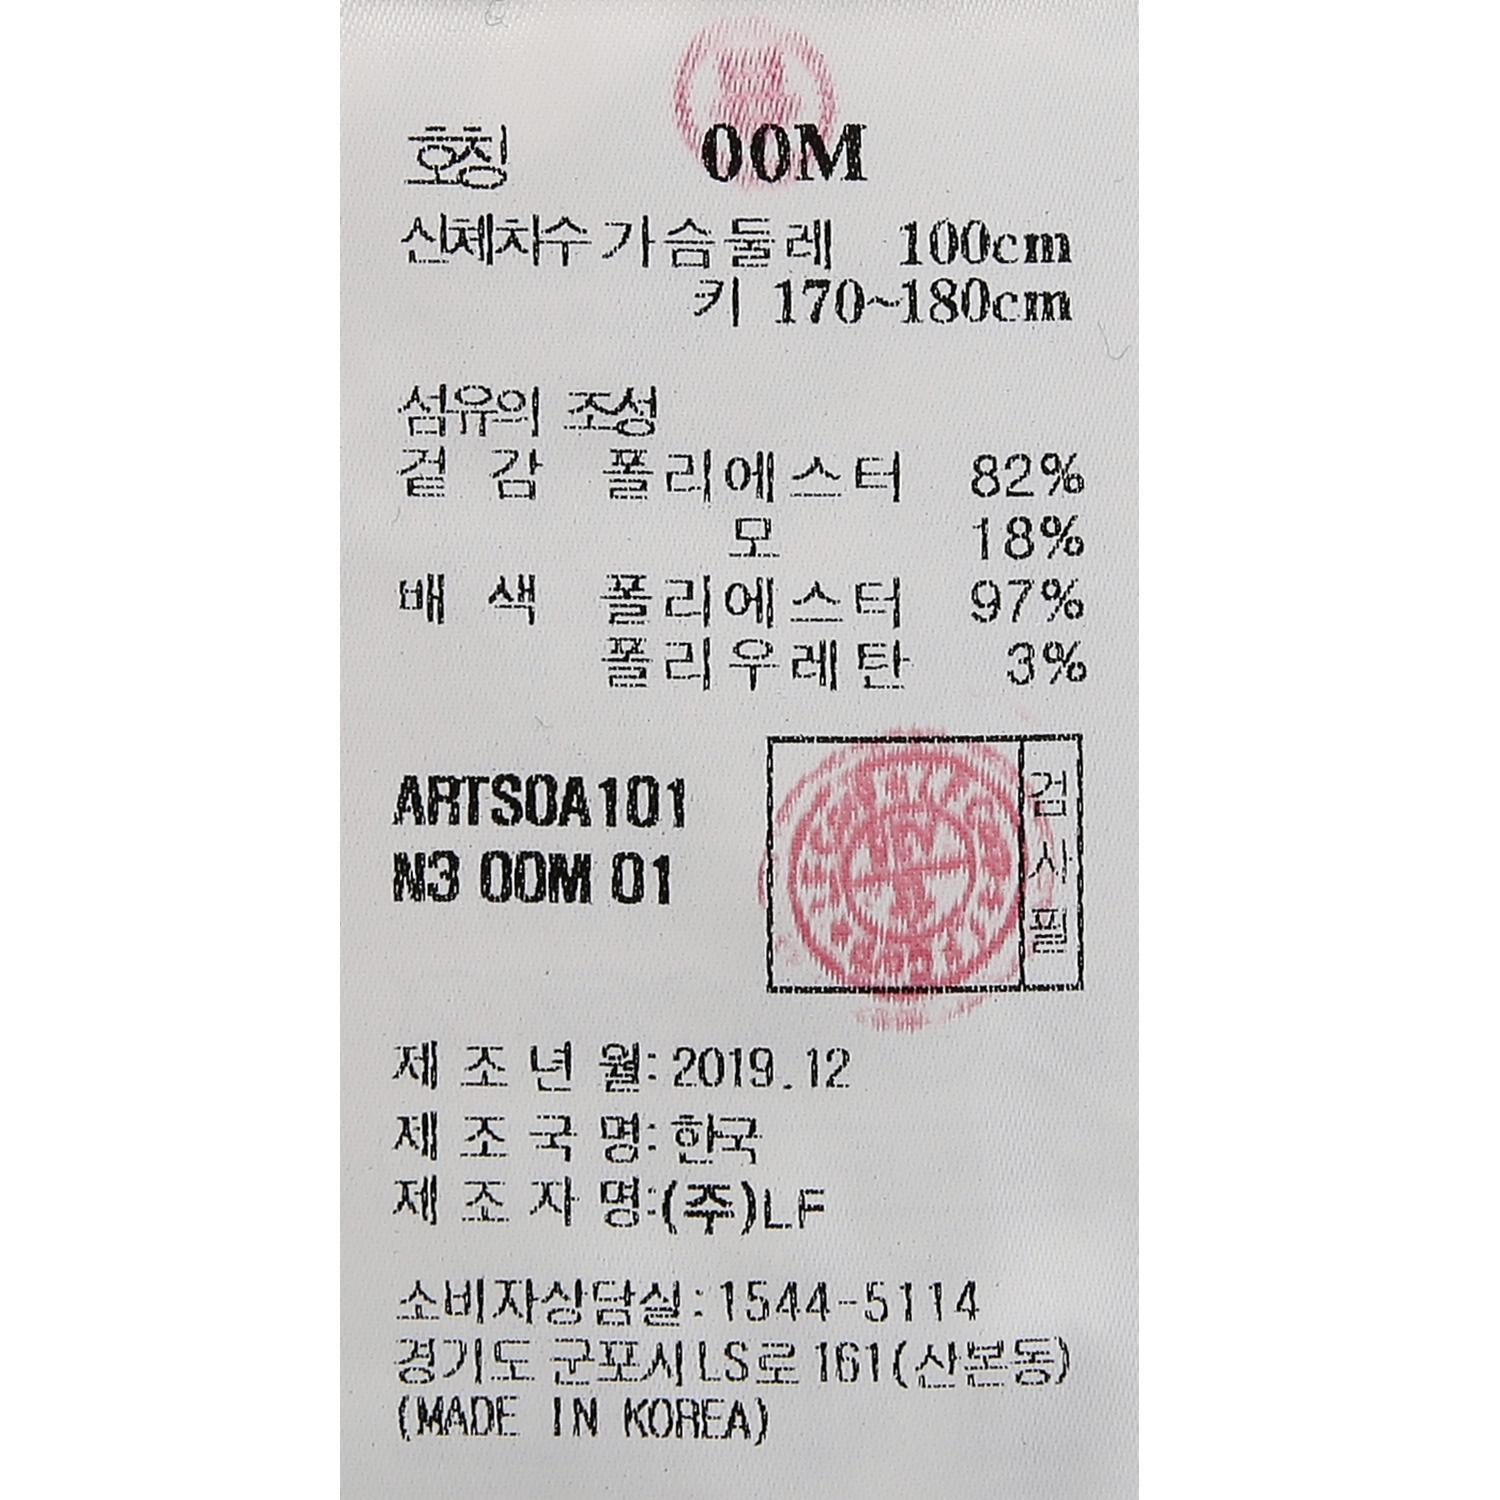 호칭 00M
신체치수 가슴둘레 100cm
키 170~180cm
섬유의 조성
겉 감 폴리에스터 82%
모 18%
배 색 폴리에스터 97%
폴리우레탄 3%
ARTS0A101
N3 00M 01
검사필
제 조 년 월: 2019.12
제 조 국 명: 한국
제 조 자 명:(주)LF
소비자상담실:1544-5114
경기도 군포시 LS로 161(산본동)
(MADE IN KOREA)